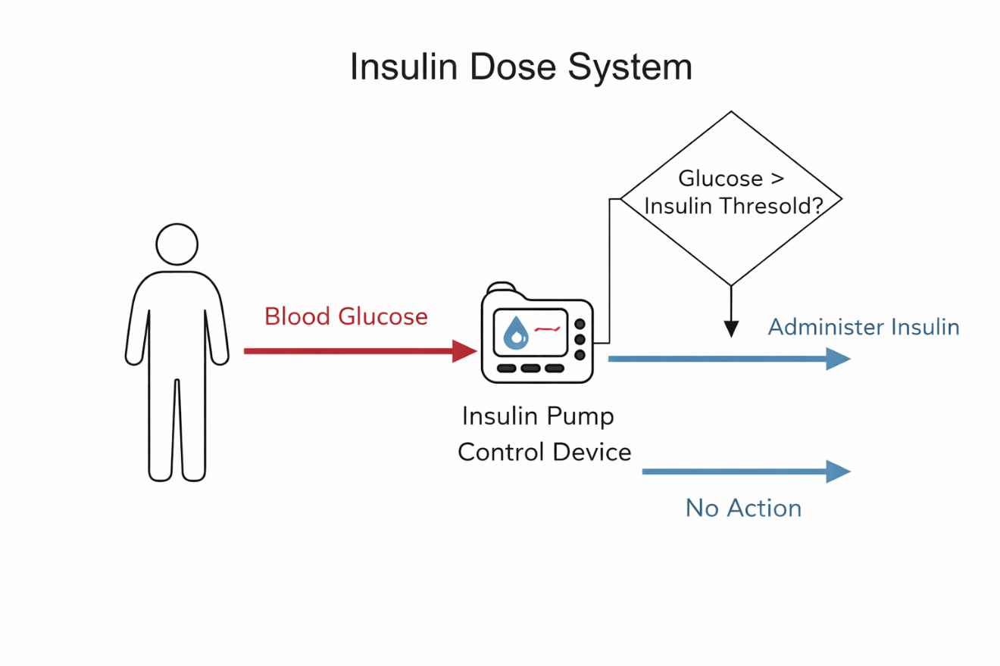 Insulin Dose System
Glucose >
Insulin Thresold?
Blood Glucose
Administer Insulin
Insulin Pump
Control Device
No Action